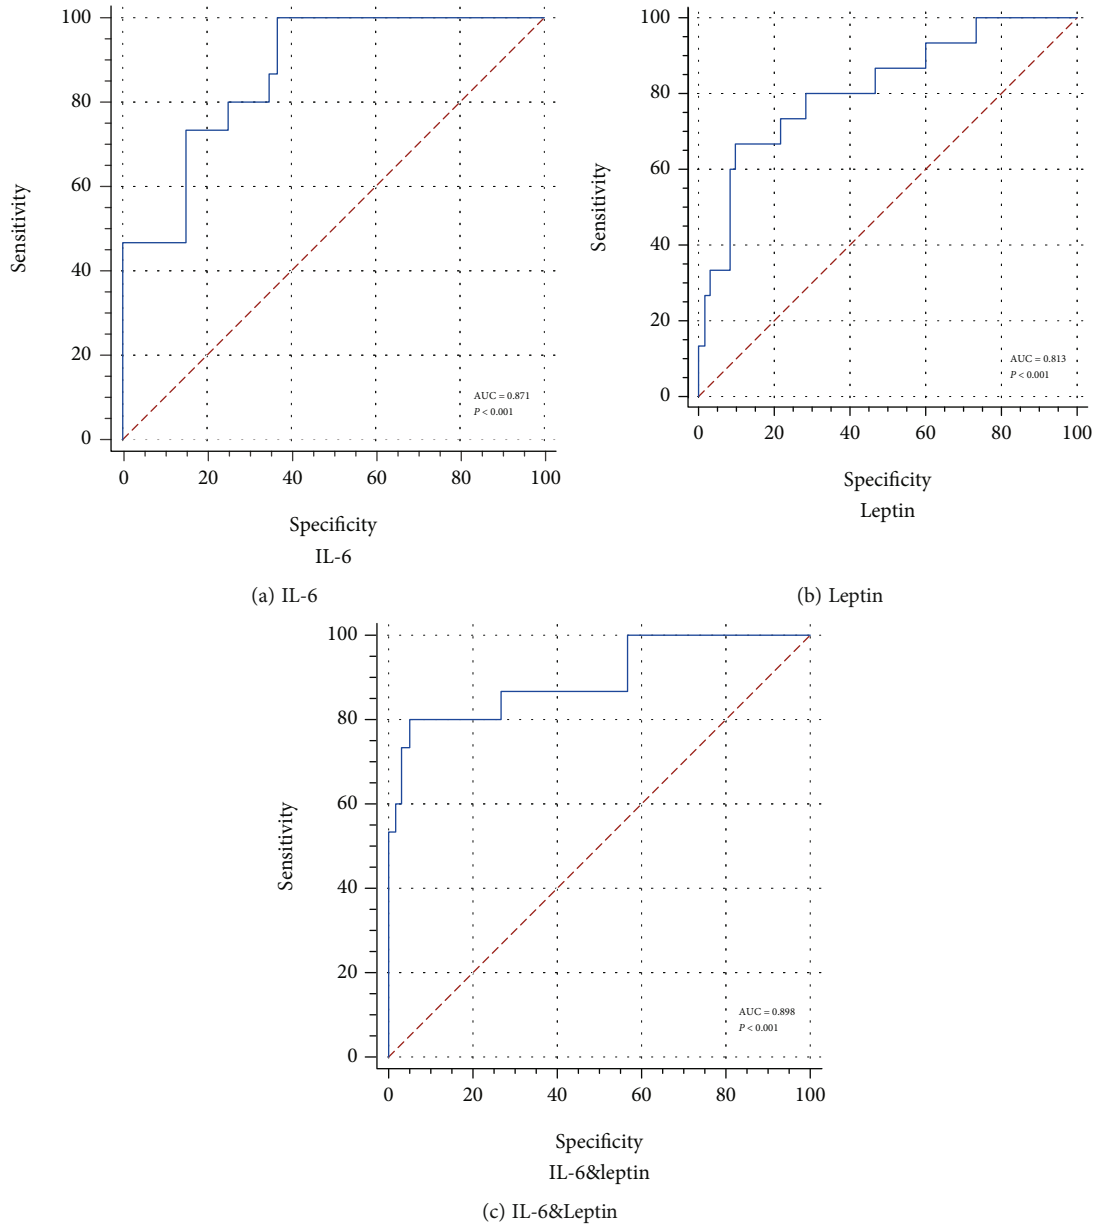 100
80
60
40
20
0
Sensitivity
AUC = 0.871
P < 0.001
0 20 40 60 80 100
Specificity
IL-6
(a) IL-6
100
80
60
40
20
0
Sensitivity
AUC = 0.813
P < 0.001
0 20 40 60 80 100
Specificity
Leptin
(b) Leptin
100
80
60
40
20
0
Sensitivity
AUC = 0.898
P < 0.001
0 20 40 60 80 100
Specificity
IL-6&leptin
(c) IL-6&Leptin